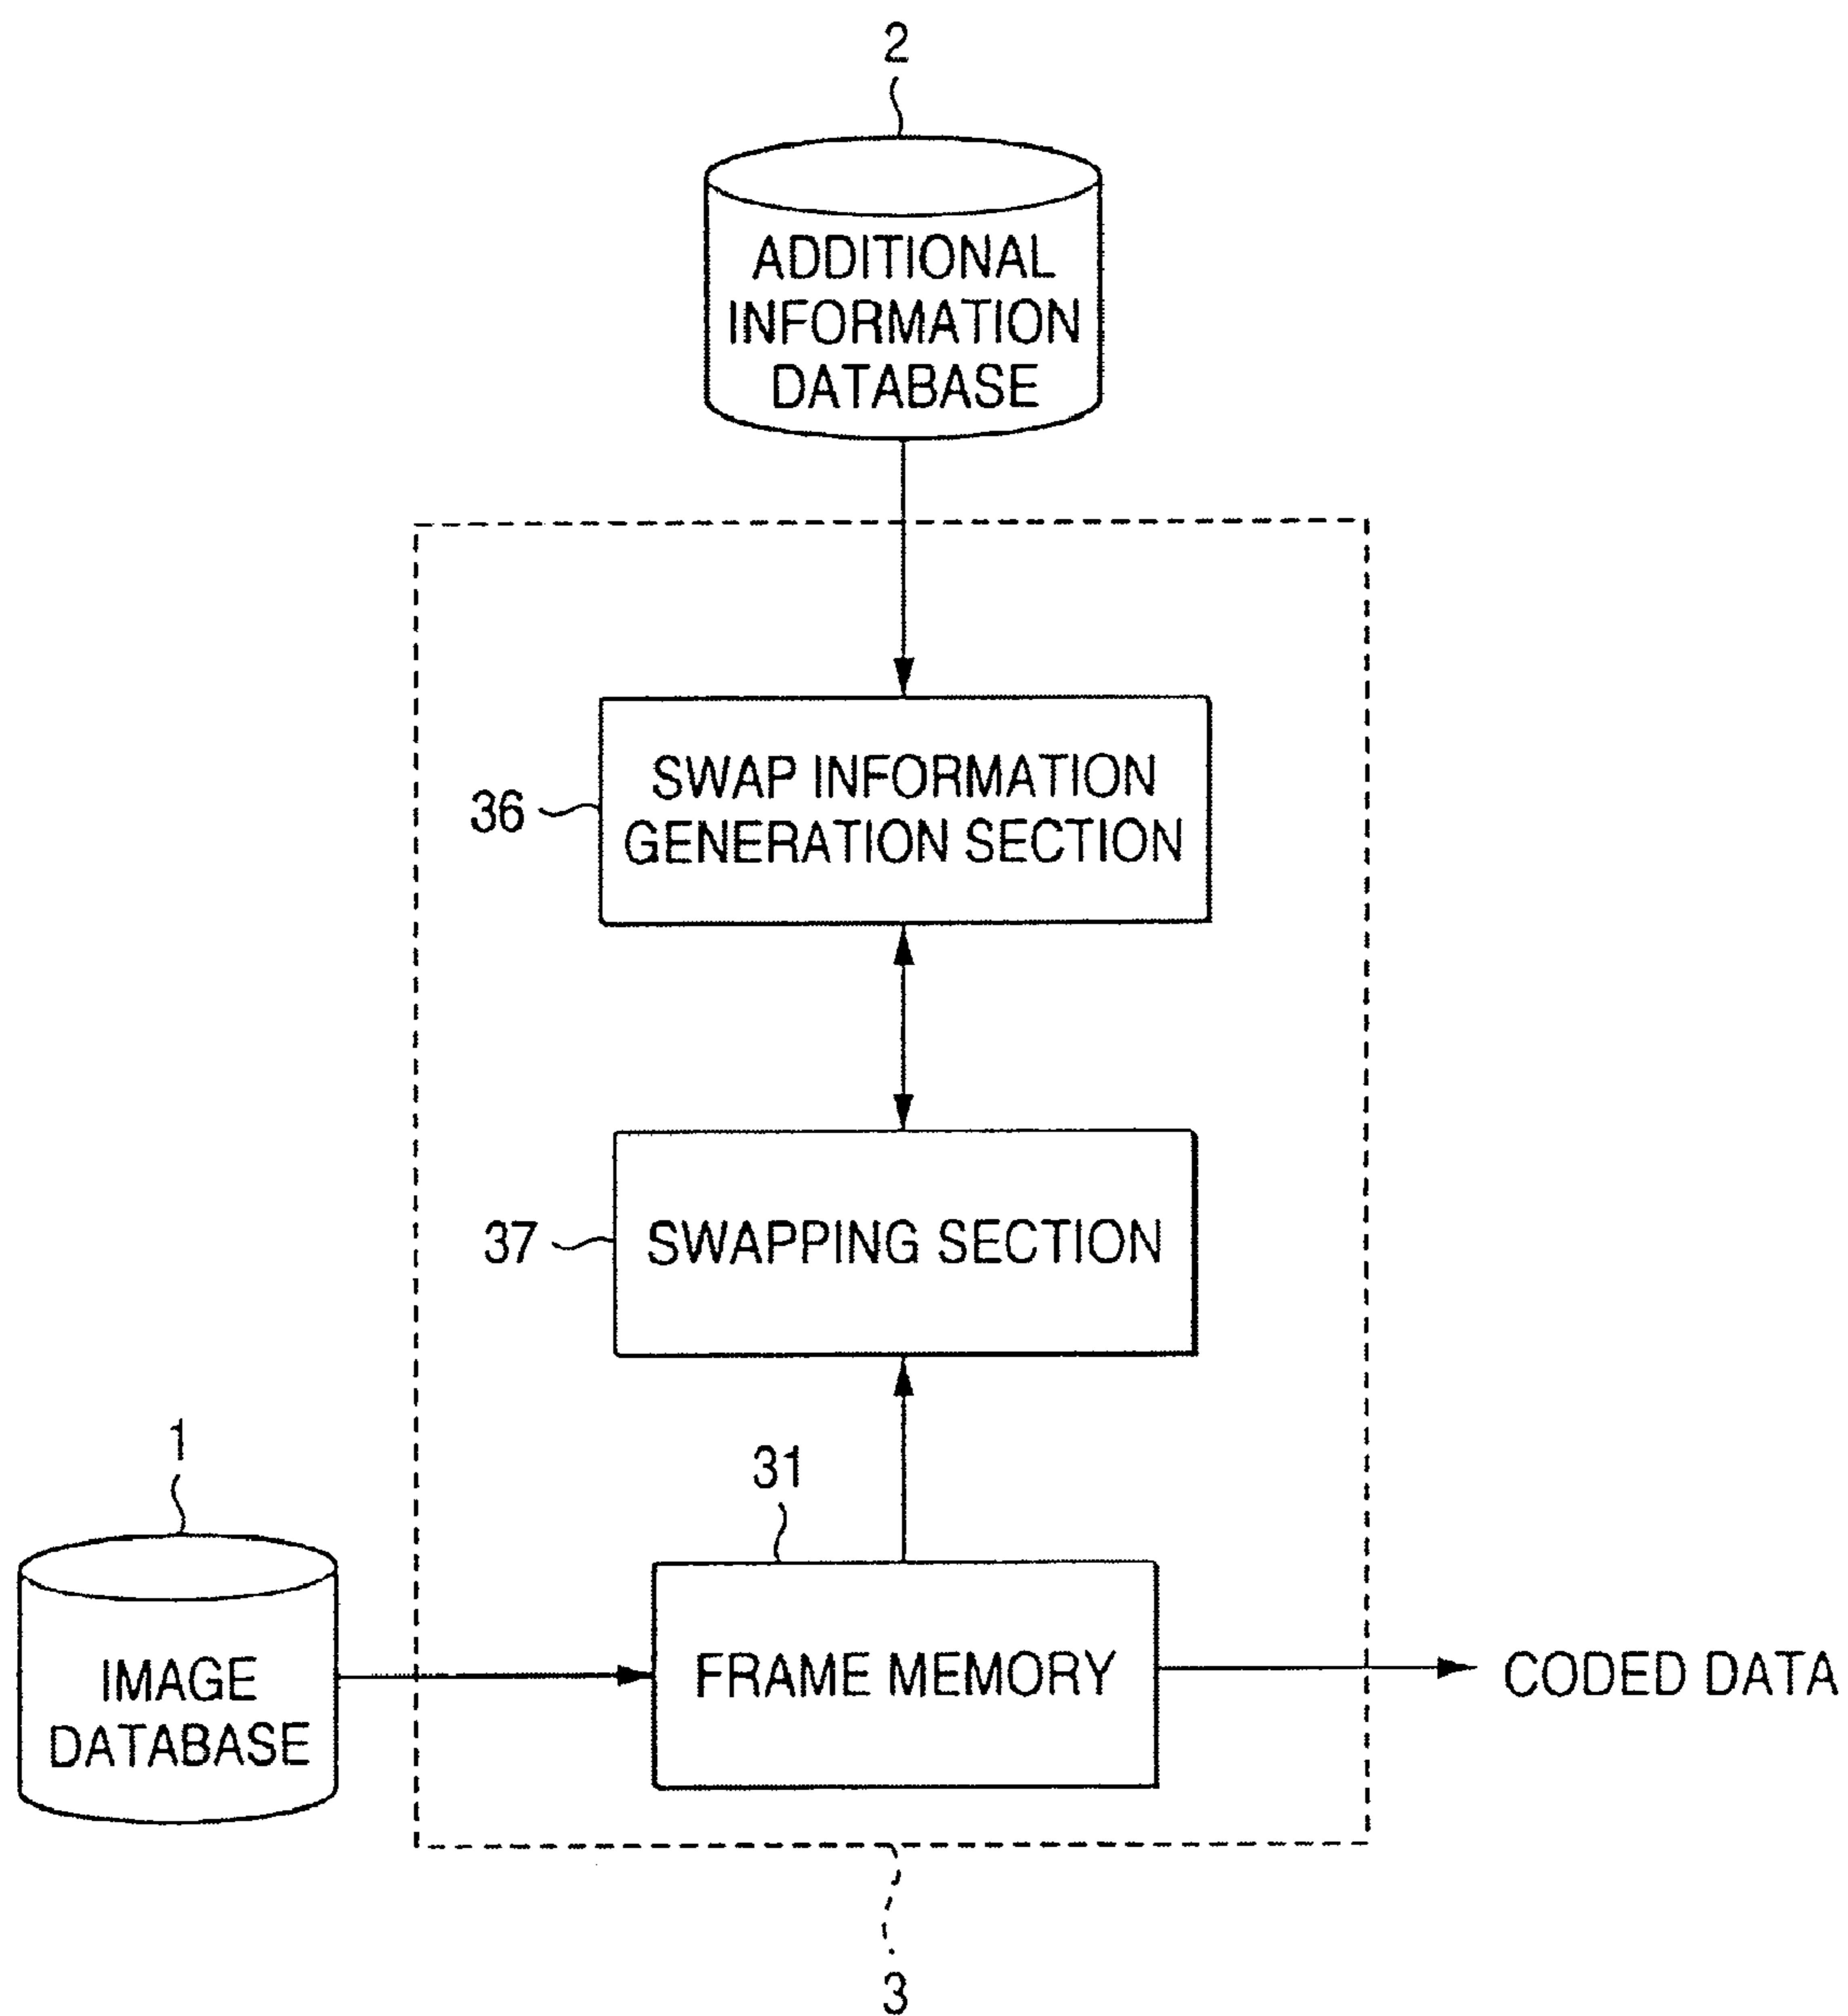 2
ADDITIONAL
INFORMATION
DATABASE
36
SWAP INFORMATION
GENERATION SECTION
37
SWAPPING SECTION
1
31
IMAGE
DATABASE
FRAME MEMORY
CODED DATA
3